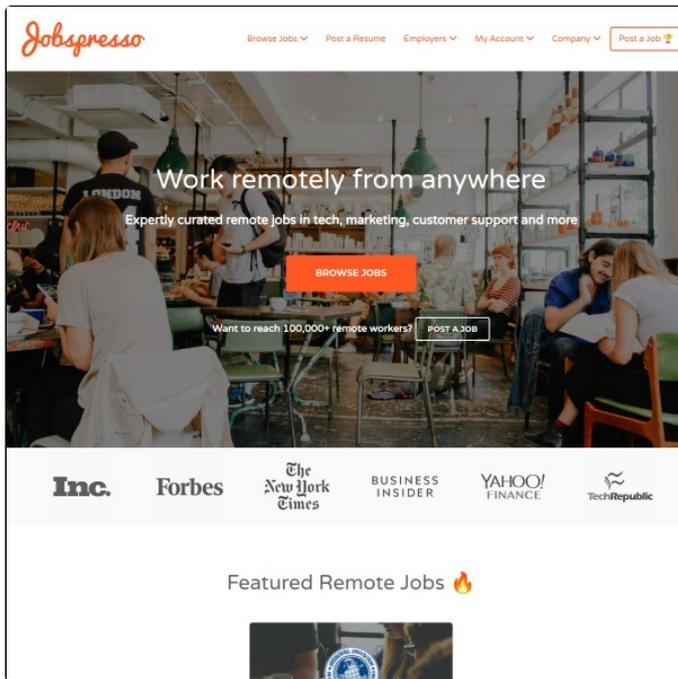 Jobspresso
Browse Jobs
Post a Resume
Employers
My Account
Company
Post a Job 🏆
LONDON
Work remotely from anywhere
Expertly curated remote jobs in tech, marketing, customer support and more
BROWSE JOBS
Want to reach 100,000+ remote workers?
POST A JOB
Inc.
Forbes
The
New York
Times
BUSINESS
INSIDER
YAHOO!
FINANCE
TechRepublic
Featured Remote Jobs 🔥